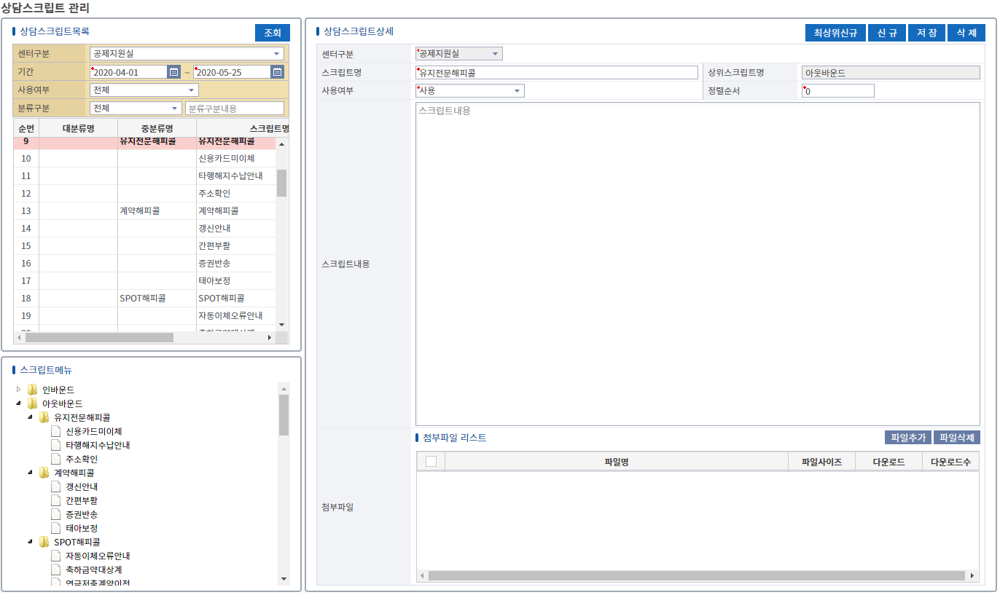 상담스크립트 관리
상담스크립트목록
조회
센터구분 공제지원실
기간 2020-04-01 ~ 2020-05-25
사용여부 전체
분류구분 전체 분류구분내용
순번 대분류명 중분류명 스크립트명
9 유지전문해피콜 유지전문해피콜
10 신용카드미이체
11 타행해지수납안내
12 주소확인
13 계약해피콜 계약해피콜
14 갱신안내
15 간편부활
16 증권반송
17 태아보정
18 SPOT해피콜 SPOT해피콜
19 자동이체오류안내
20 축하금약대상계
스크립트메뉴
인바운드
아웃바운드
유지전문해피콜
신용카드미이체
타행해지수납안내
주소확인
계약해피콜
갱신안내
간편부활
증권반송
태아보정
SPOT해피콜
자동이체오류안내
축하금약대상계
연금저축계약이전
상담스크립트상세
최상위신규 신 규 저 장 삭 제
센터구분 공제지원실
스크립트명 유지전문해피콜 상위스크립트명 아웃바운드
사용여부 사용 정렬순서 0
스크립트내용 스크립트내용
첨부파일
첨부파일 리스트
파일추가 파일삭제
파일명 파일사이즈 다운로드 다운로드수